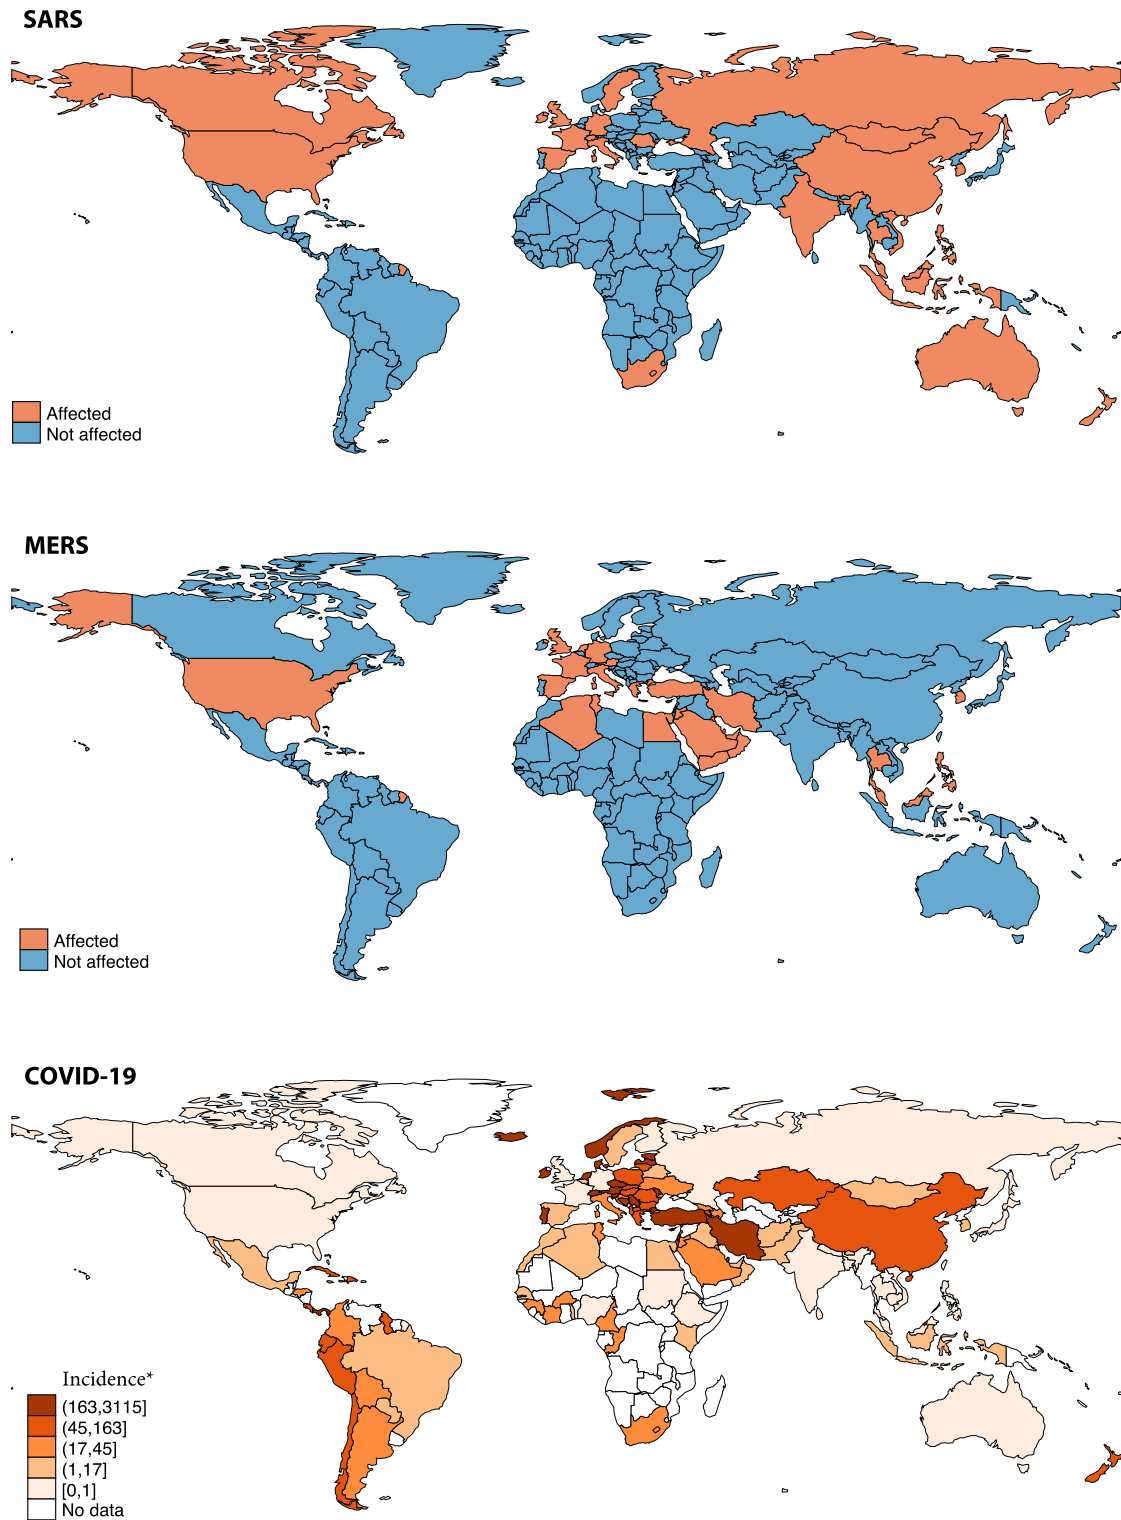 SARS
Affected
Not affected
MERS
Affected
Not affected
COVID-19
Incidence*
(163,3115]
(45,163]
(17,45]
(1,17]
[0,1]
No data